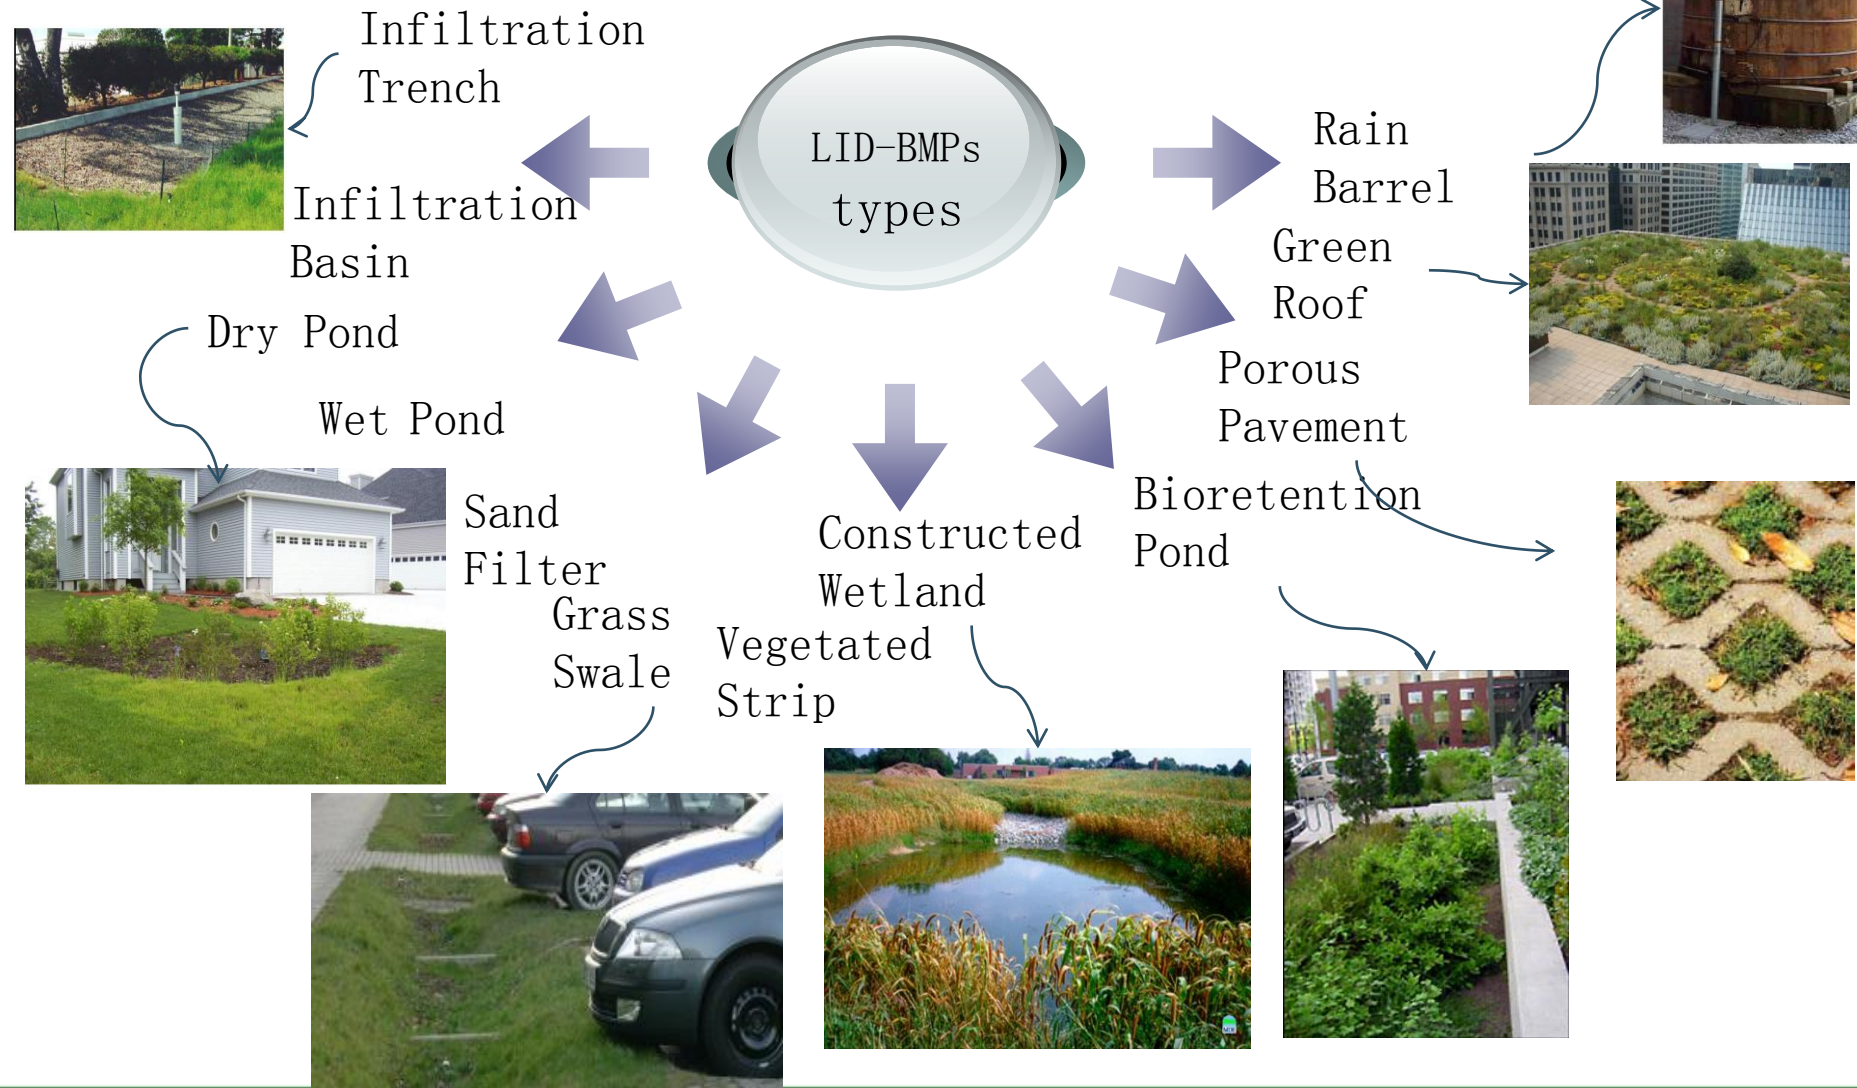 Infiltration
Trench
LID-BMPs
types
Rain
Barrel
Infiltration
Basin
Green
Roof
Dry Pond
Porous
Pavement
Wet Pond
Bioretention
Pond
Sand
Filter
Constructed
Wetland
Grass
Swale
Vegetated
Strip